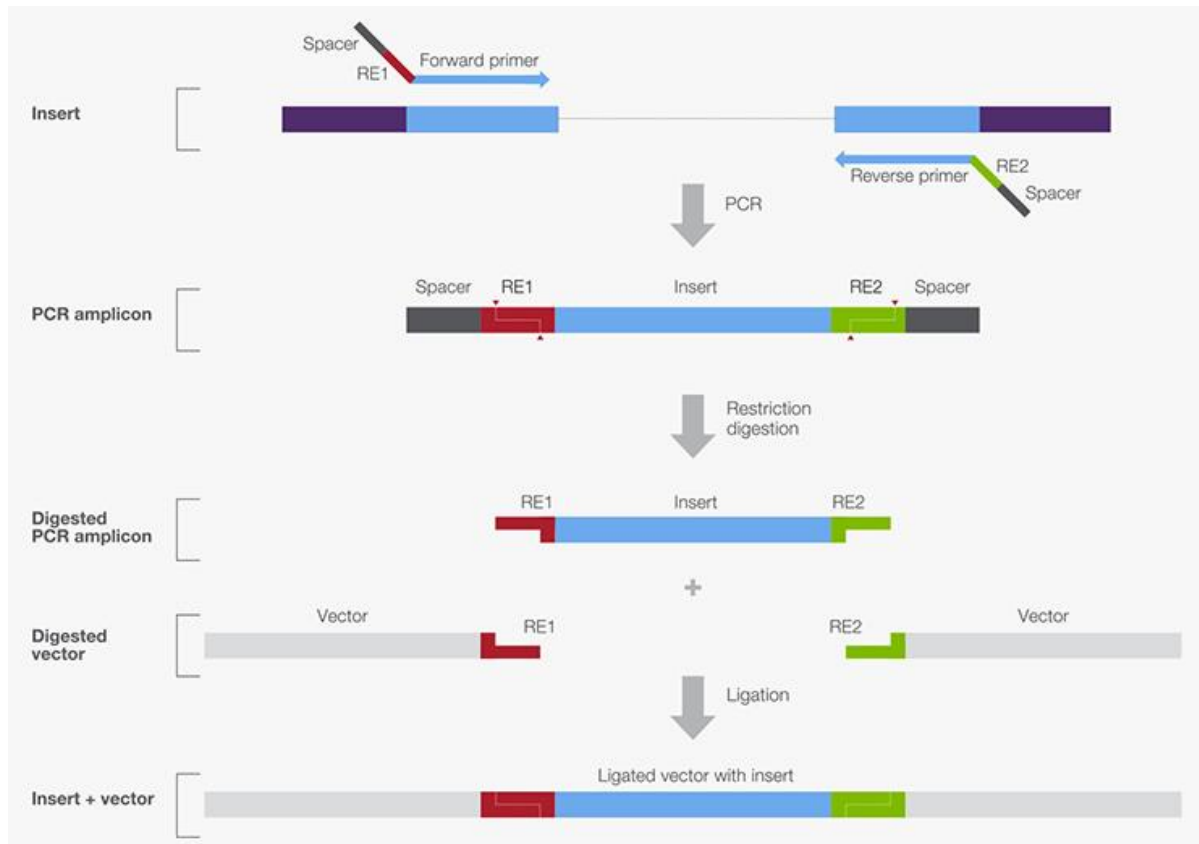 Spacer
RE1
Forward primer
Insert
Reverse primer
RE2
Spacer
PCR
Spacer
RE1
Insert
RE2
Spacer
PCR amplicon
Restriction
digestion
RE1
Insert
RE2
Digested
PCR amplicon
+
Vector
RE1
RE2
Vector
Digested
vector
Ligation
Ligated vector with insert
Insert + vector